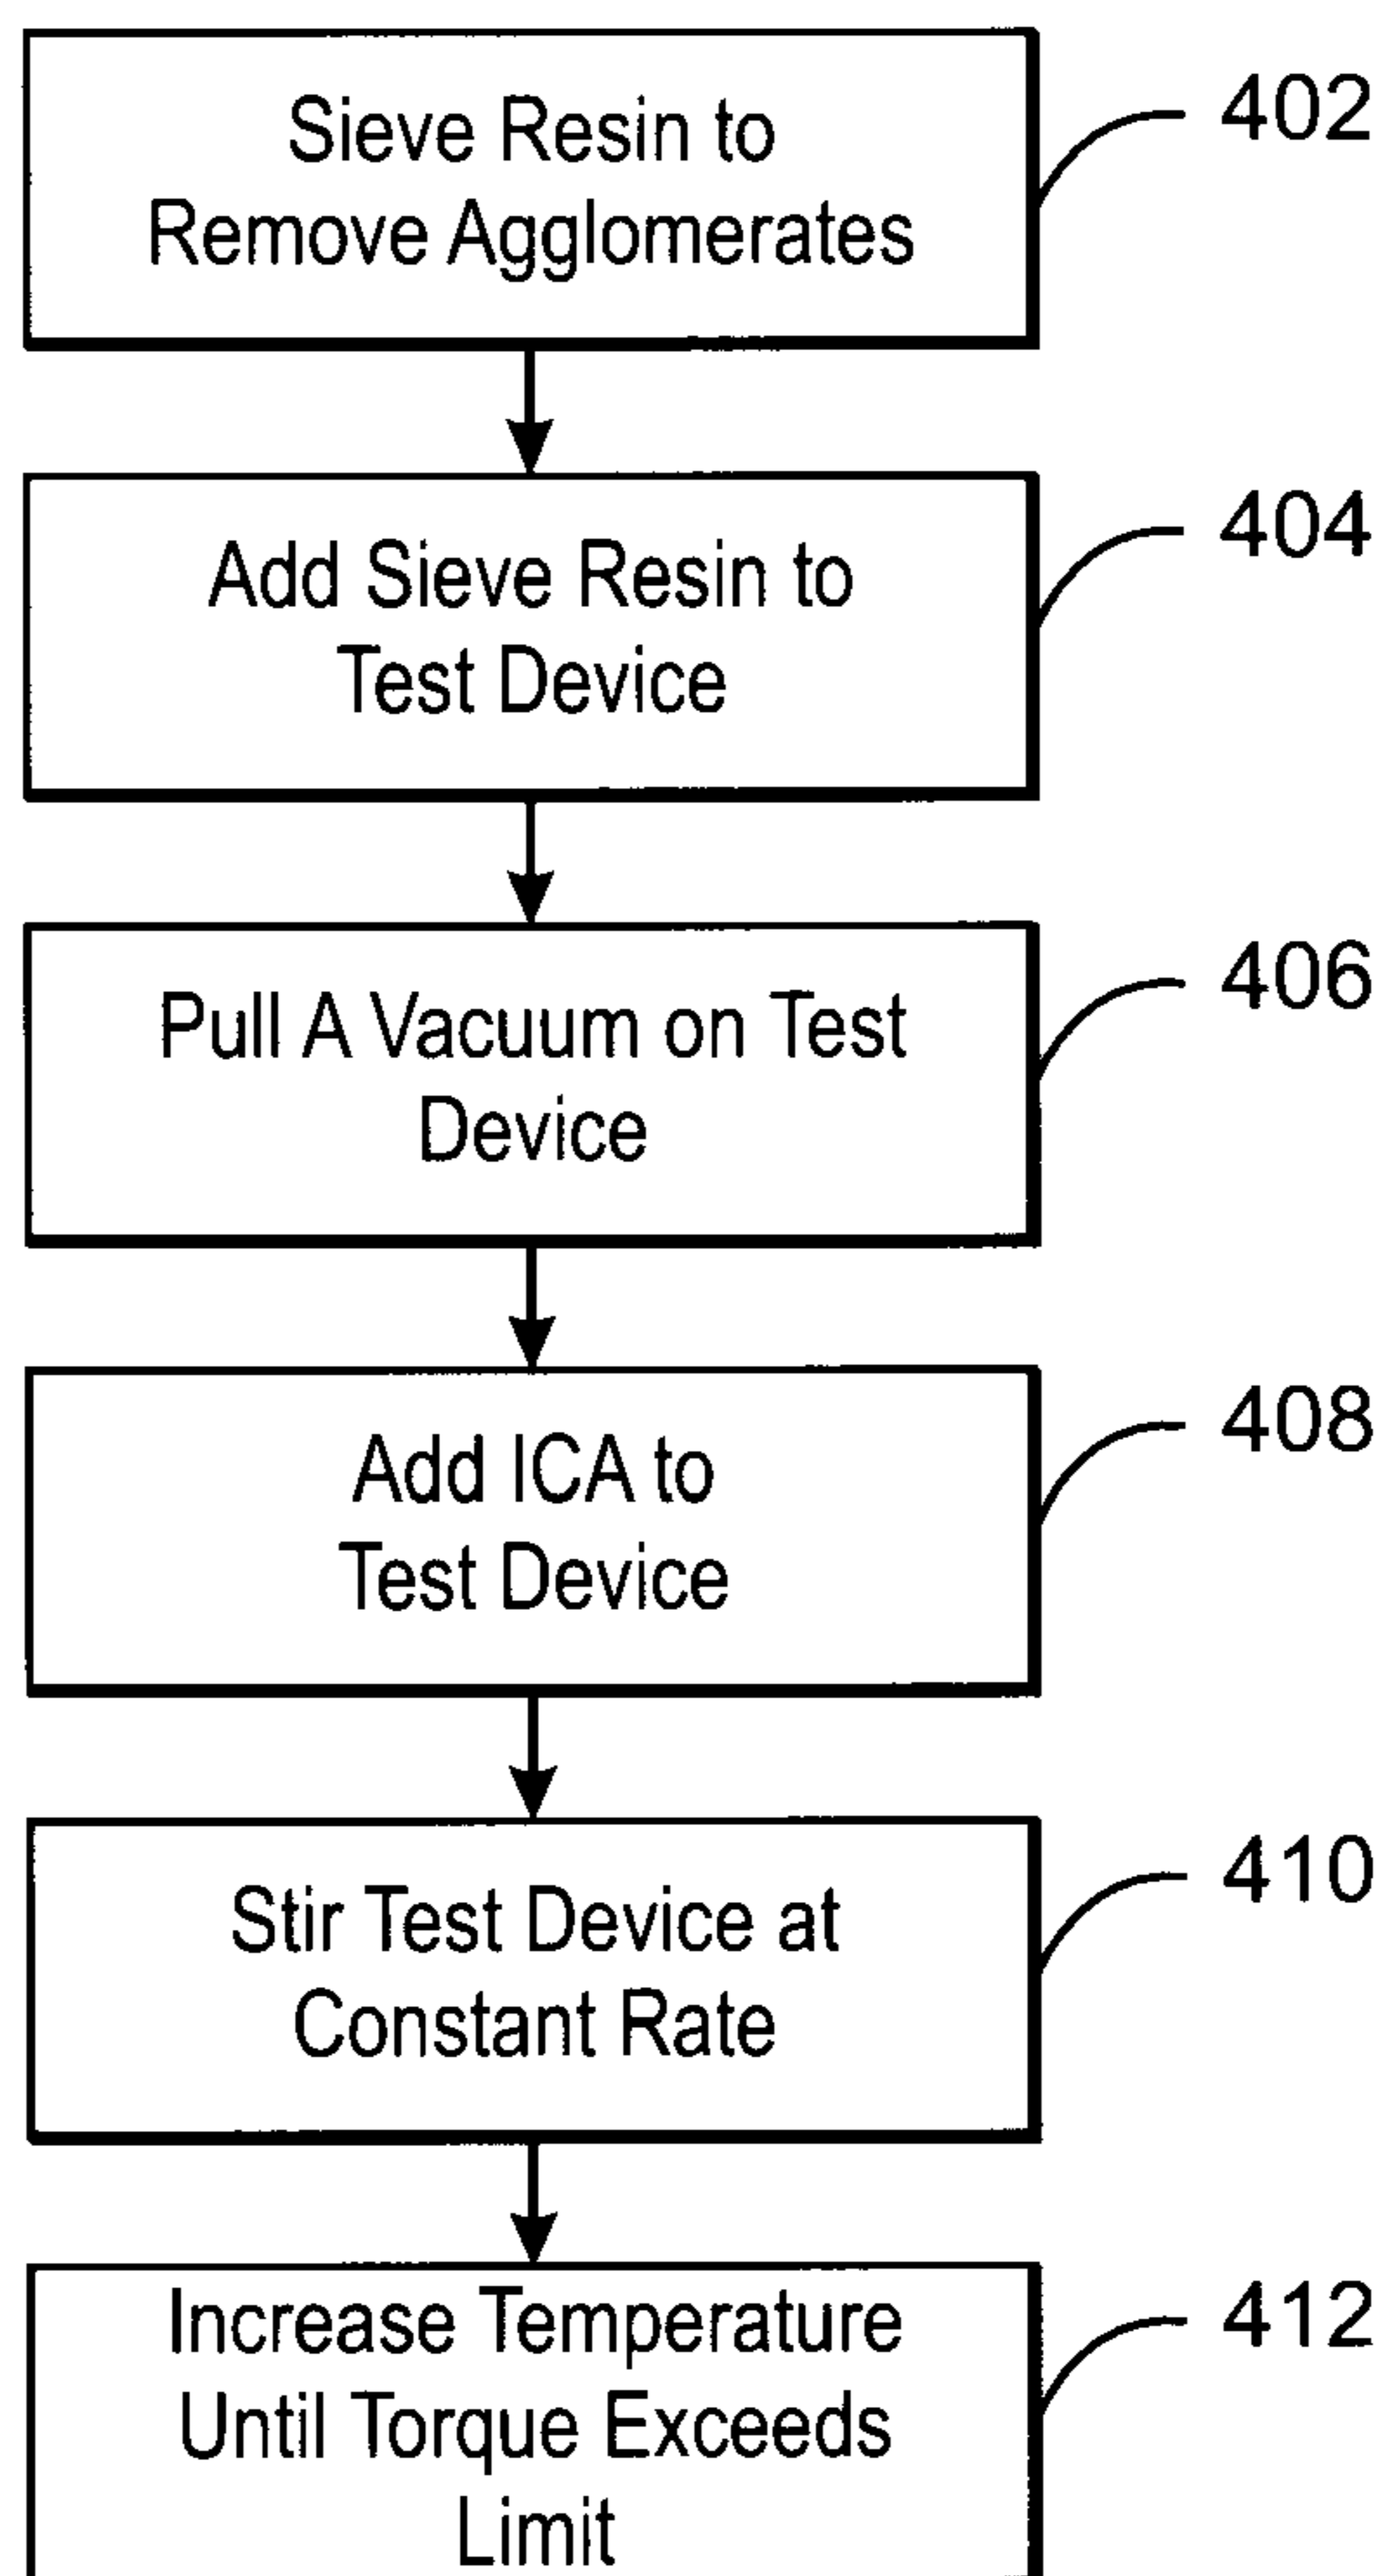 Sieve Resin to
Remove Agglomerates
402
Add Sieve Resin to
Test Device
404
Pull A Vacuum on Test
Device
406
Add ICA to
Test Device
408
Stir Test Device at
Constant Rate
410
Increase Temperature
Until Torque Exceeds
Limit
412